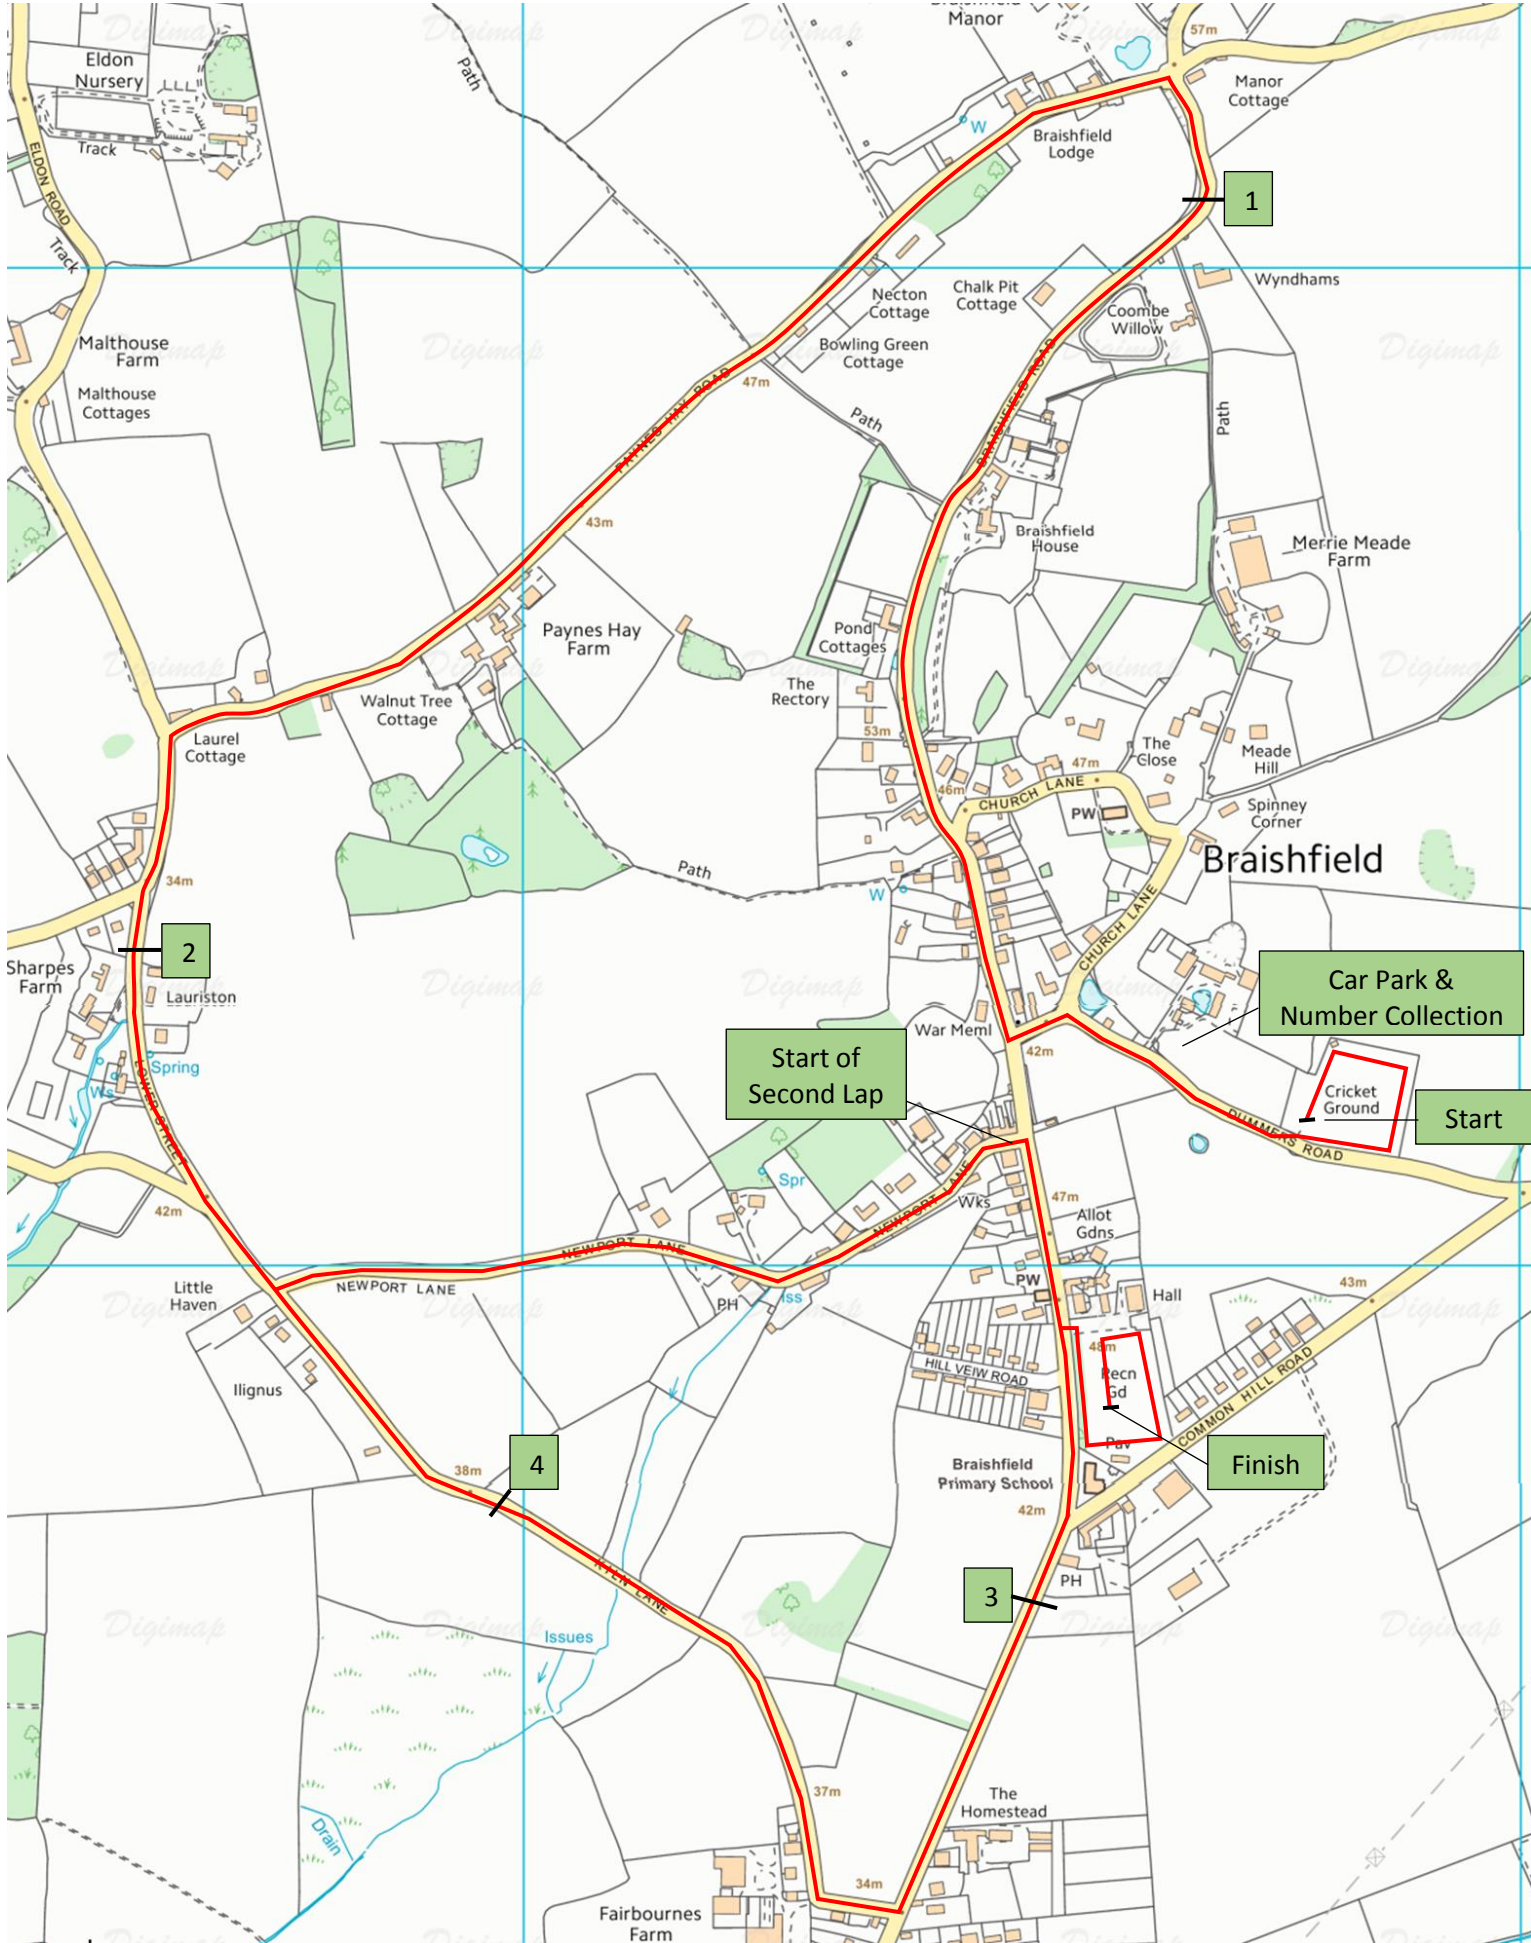 Manor
57m
Eldon
Nursery
Path
Manor
Cottage
W
Braishfield
Lodge
Track
ELDON ROAD
1
Track
Wyndhams
Necton
Cottage
Chalk Pit
Cottage
Coombe
Willow
Malthouse
Farm
Bowling Green
Cottage
47m
PAYNES HAY ROAD
BRAISHFIELD ROAD
Malthouse
Cottages
Path
Path
43m
Braishfield
House
Merrie Meade
Farm
Paynes Hay
Farm
Pond
Cottages
The
Rectory
Walnut Tree
Cottage
53m
Laurel
Cottage
The
Close
Meade
Hill
47m
46m
CHURCH LANE
PW
Spinney
Corner
Braishfield
34m
Path
W
CHURCH LANE
2
Sharpes
Farm
Lauriston
Car Park &
Number Collection
War Meml
42m
Start of
Second Lap
Spring
Ws
LOWER STREET
Cricket
Ground
Start
DUMMERS ROAD
42m
Spr
NEWPORT LANE
Wks
47m
Allot
Gdns
NEWPORT LANE
NEWPORT LANE
Little
Haven
PH
Iss
PW
Hall
43m
48m
Recn
Gd
HILL VEIW ROAD
Ilignus
COMMON HILL ROAD
Pav
Finish
4
38m
Braishfield
Primary School
42m
KILN LANE
PH
3
Issues
37m
The
Homestead
Drain
34m
Fairbournes
Farm
Digimap